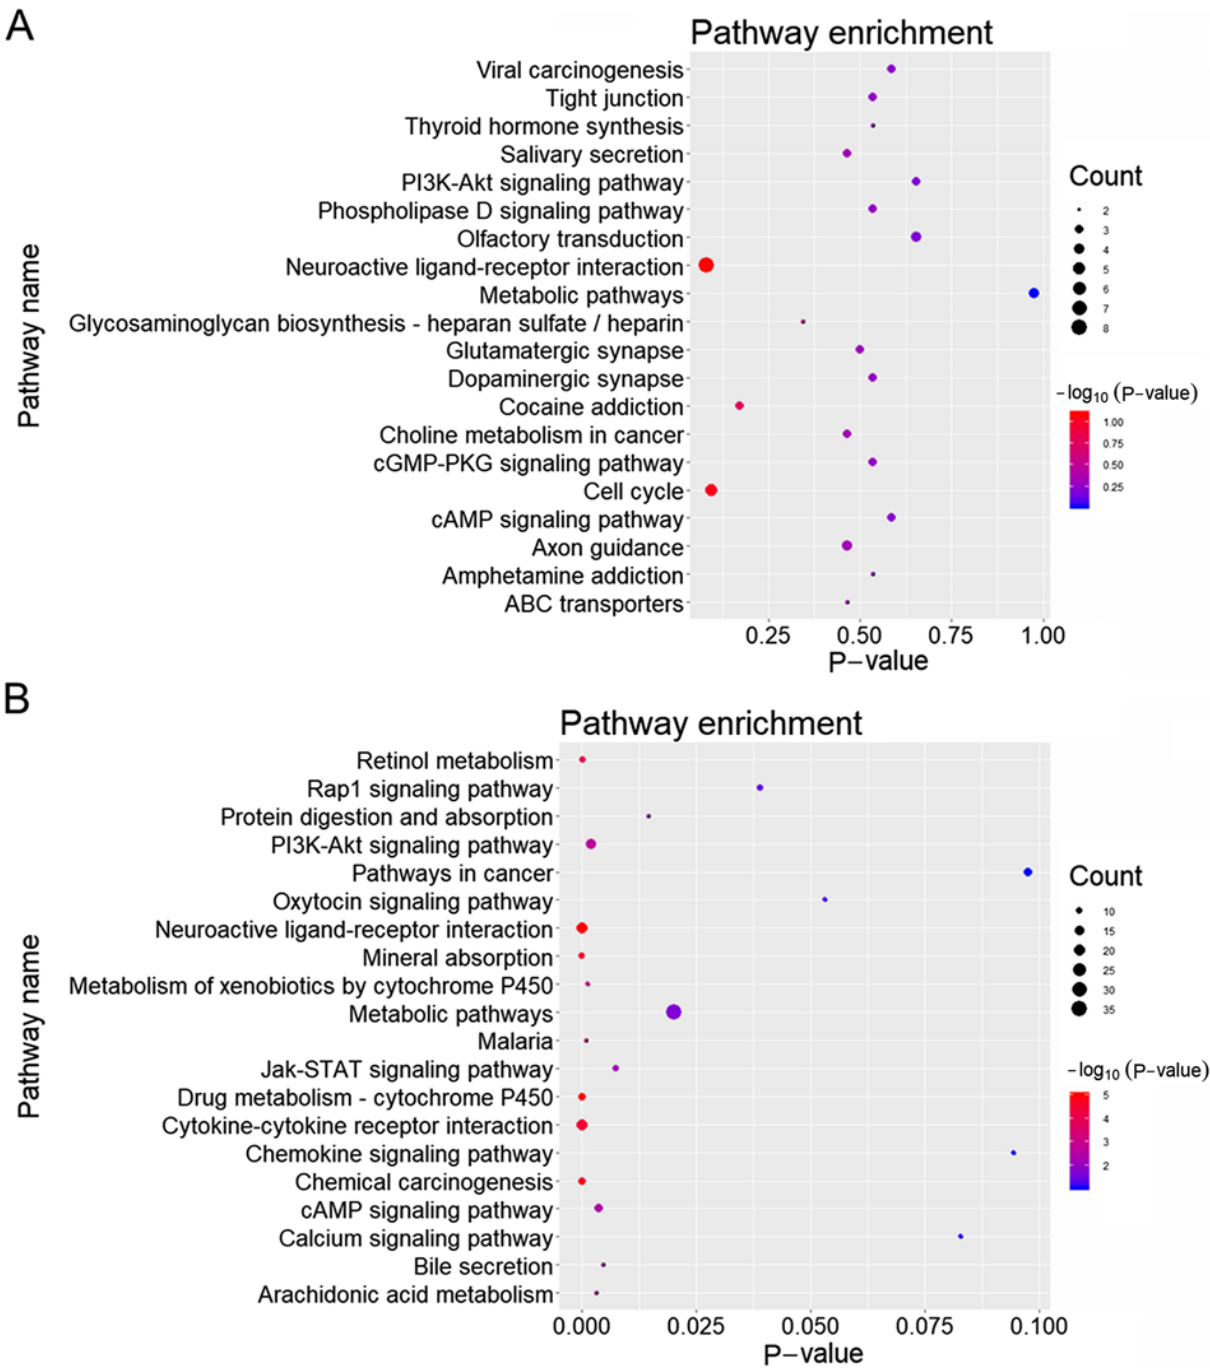 A
Pathway enrichment
Pathway name
Viral carcinogenesis
Tight junction
Thyroid hormone synthesis
Salivary secretion
PI3K-Akt signaling pathway
Phospholipase D signaling pathway
Olfactory transduction
Neuroactive ligand-receptor interaction
Metabolic pathways
Glycosaminoglycan biosynthesis - heparan sulfate / heparin
Glutamatergic synapse
Dopaminergic synapse
Cocaine addiction
Choline metabolism in cancer
cGMP-PKG signaling pathway
Cell cycle
cAMP signaling pathway
Axon guidance
Amphetamine addiction
ABC transporters
0.25 0.50 0.75 1.00
P-value
Count
2
3
4
5
6
7
8
-log10 (P-value)
1.00
0.75
0.50
0.25
B
Pathway enrichment
Pathway name
Retinol metabolism
Rap1 signaling pathway
Protein digestion and absorption
PI3K-Akt signaling pathway
Pathways in cancer
Oxytocin signaling pathway
Neuroactive ligand-receptor interaction
Mineral absorption
Metabolism of xenobiotics by cytochrome P450
Metabolic pathways
Malaria
Jak-STAT signaling pathway
Drug metabolism - cytochrome P450
Cytokine-cytokine receptor interaction
Chemokine signaling pathway
Chemical carcinogenesis
cAMP signaling pathway
Calcium signaling pathway
Bile secretion
Arachidonic acid metabolism
0.000 0.025 0.050 0.075 0.100
P-value
Count
10
15
20
25
30
35
-log10 (P-value)
5
4
3
2